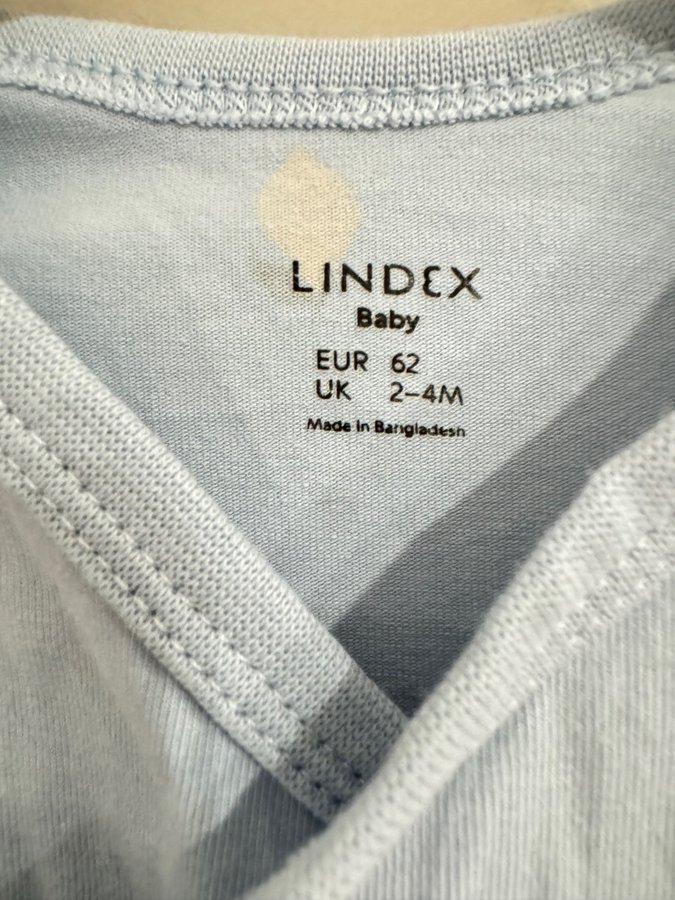 LINDEX
Baby
EUR 62
UK 2–4M
Made in Bangladesh